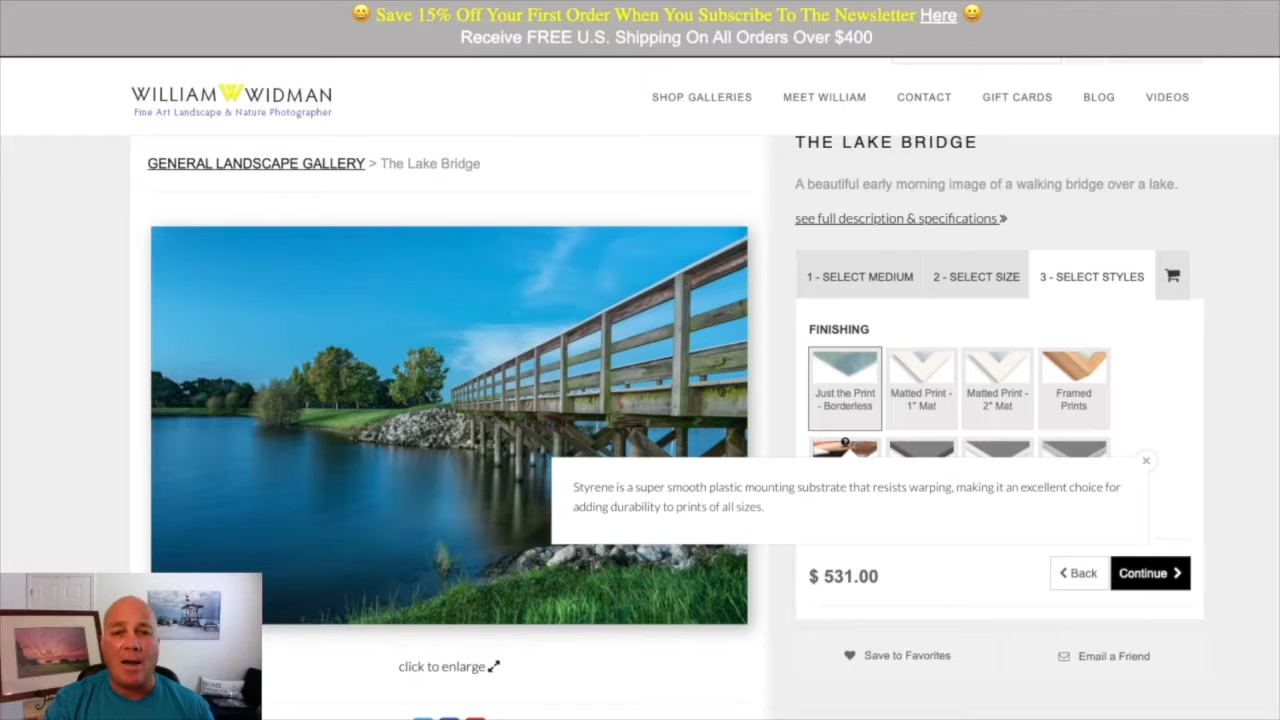 Save 15% Off Your First Order When You Subscribe To The Newsletter Here
Receive FREE U.S. Shipping On All Orders Over $400
WILLIAM WIDMAN
Fine Art Landscape & Nature Photographer
SHOP GALLERIES
MEET WILLIAM
CONTACT
GIFT CARDS
BLOG
VIDEOS
GENERAL LANDSCAPE GALLERY > The Lake Bridge
THE LAKE BRIDGE
A beautiful early morning image of a walking bridge over a lake.
see full description & specifications »
1 - SELECT MEDIUM
2 - SELECT SIZE
3 - SELECT STYLES
FINISHING
Just the Print
- Borderless
Matted Print -
1" Mat
Matted Print -
2" Mat
Framed
Prints
Styrene is a super smooth plastic mounting substrate that resists warping, making it an excellent choice for
adding durability to prints of all sizes.
$ 531.00
Back
Continue
Save to Favorites
Email a Friend
click to enlarge
HOME